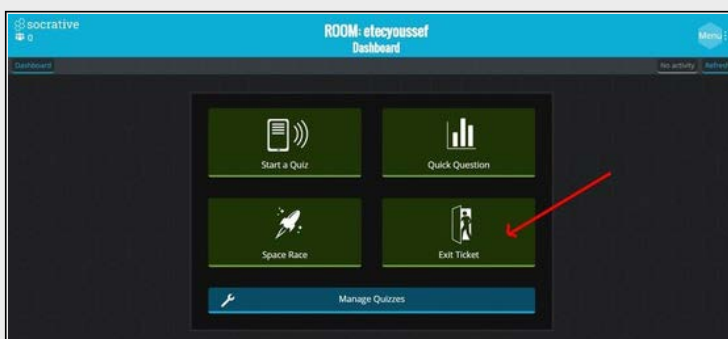 socrative
0
ROOM: etecyoussef
Dashboard
Menu
Dashboard
No activity
Refresh
Start a Quiz
Quick Question
Space Race
Exit Ticket
Manage Quizzes